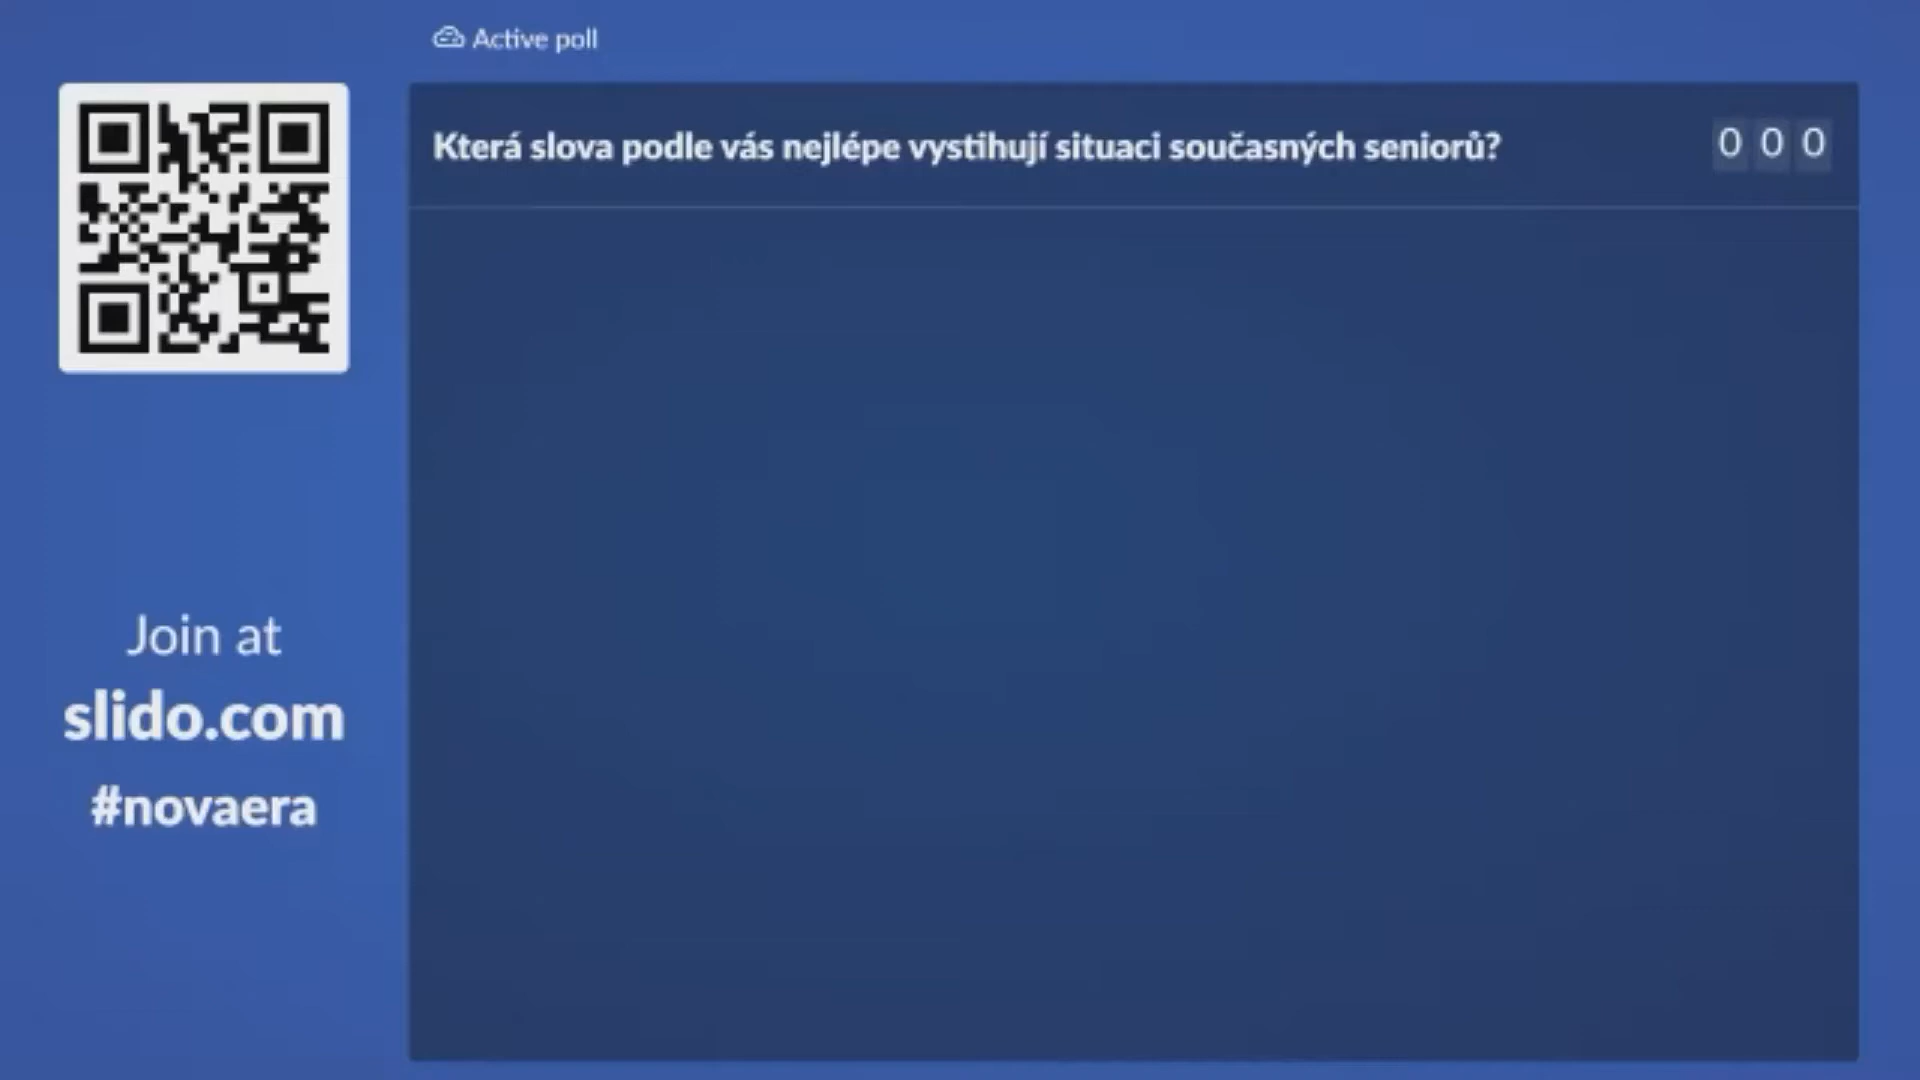 Active poll
Která slova podle vás nejlépe vystihují situaci současných seniorů?
0 0 0
Join at
slido.com
#novaera